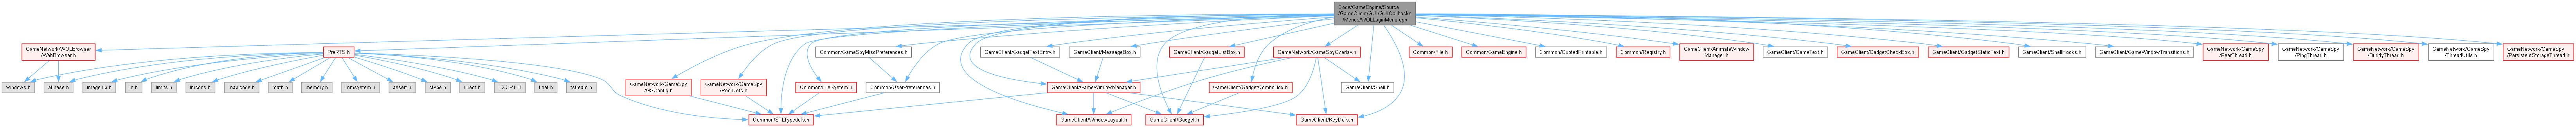 Code/GameEngine/Source
/GameClient/GUI/GUICallbacks
/Menus/WOLLoginMenu.cpp
GameNetwork/WOLBrowser
/WebBrowser.h
PreRTS.h
Common/GameSpyMiscPreferences.h
GameClient/GadgetTextEntry.h
GameClient/MessageBox.h
GameClient/GadgetListBox.h
GameNetwork/GameSpyOverlay.h
Common/File.h
Common/GameEngine.h
Common/QuotedPrintable.h
Common/Registry.h
GameClient/AnimateWindow
Manager.h
GameClient/GameText.h
GameClient/GadgetCheckBox.h
GameClient/GadgetStaticText.h
GameClient/ShellHooks.h
GameClient/GameWindowTransitions.h
GameNetwork/GameSpy
/PeerThread.h
GameNetwork/GameSpy
/PingThread.h
GameNetwork/GameSpy
/BuddyThread.h
GameNetwork/GameSpy
/ThreadUtils.h
GameNetwork/GameSpy
/PersistentStorageThread.h
windows.h
atlbase.h
imagehlp.h
io.h
limits.h
lmcons.h
mapicode.h
math.h
memory.h
mmsystem.h
assert.h
ctype.h
direct.h
EXCPT.H
float.h
fstream.h
GameNetwork/GameSpy
/GSConfig.h
GameNetwork/GameSpy
/PeerDefs.h
Common/FileSystem.h
Common/UserPreferences.h
GameClient/GameWindowManager.h
GameClient/GadgetComboBox.h
GameClient/Shell.h
Common/STLTypedefs.h
GameClient/WindowLayout.h
GameClient/Gadget.h
GameClient/KeyDefs.h